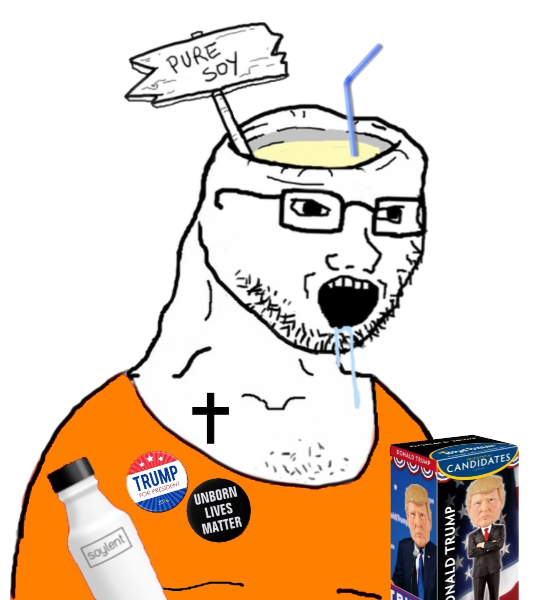 PURE
SOY
TRUMP
FOR PRESIDENT
UNBORN
LIVES
MATTER
soylent
DONALD TRUMP
CANDIDATES
ONALD TRUMP